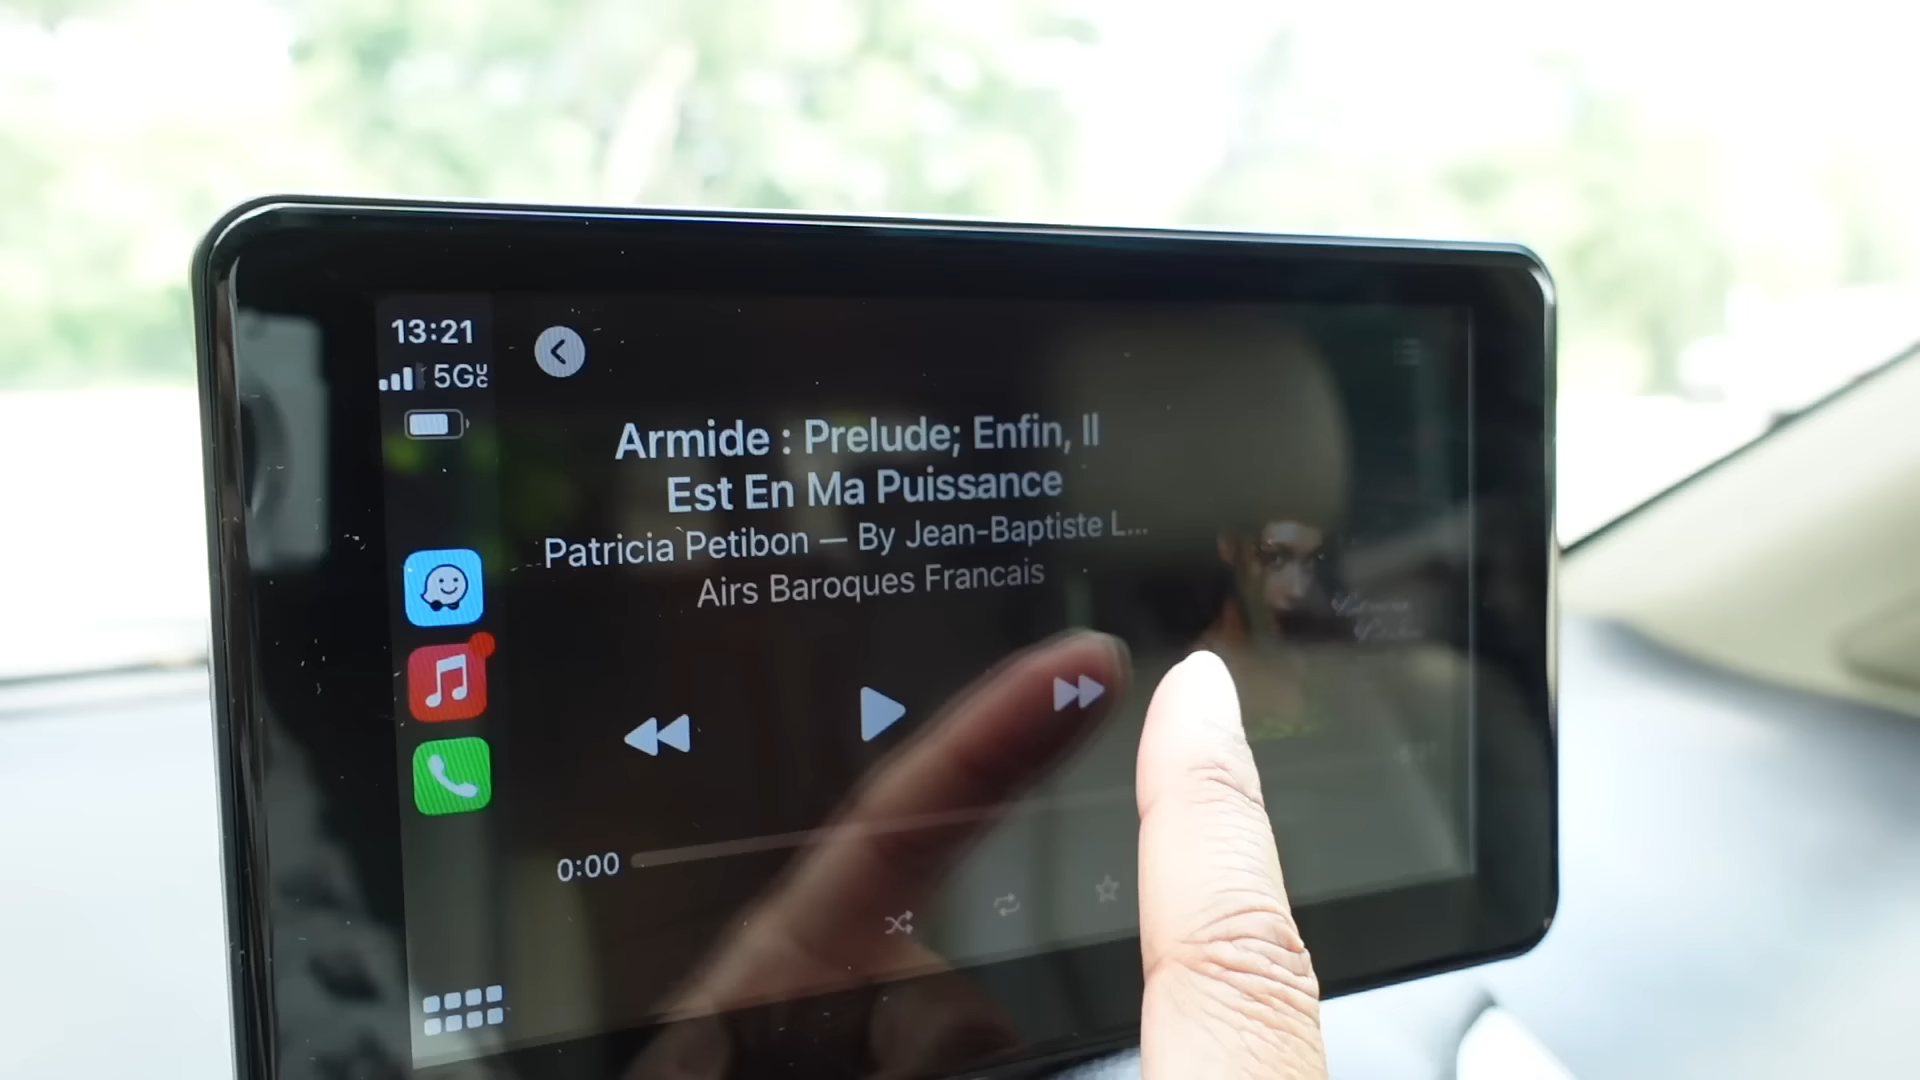 13:21
5GUC
Armide : Prelude; Enfin, Il
Est En Ma Puissance
Patricia Petibon — By Jean-Baptiste L...
Airs Baroques Francais
0:00